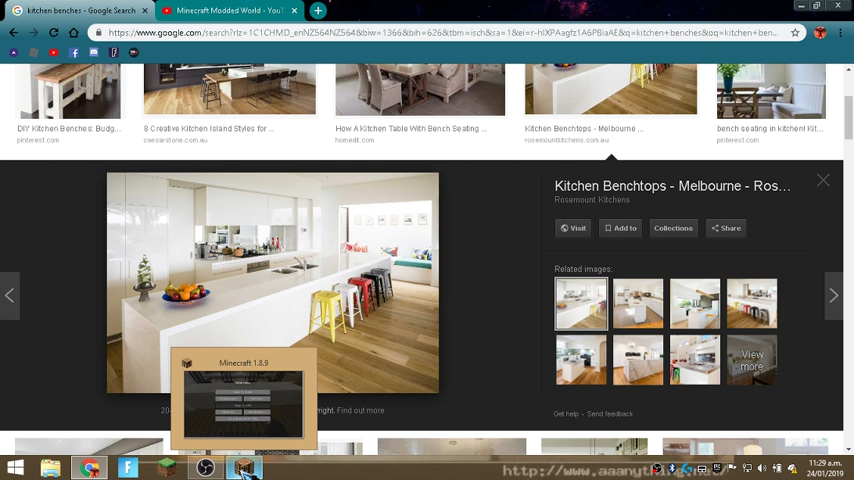 kitchen benches - Google Search
Minecraft Modded World - YouT
https://www.google.com/search?rlz=1C1CHMD_enNZ564NZ564&biw=1366&bih=626&tbm=isch&sa=1&ei=r-hIXPAagfz1A6PBiaAE&q=kitchen+benches&oq=kitchen+ben...
DIY Kitchen Benches: Budg...
8 Creative Kitchen Island Styles for ...
How A Kitchen Table With Bench Seating ...
Kitchen Benchtops - Melbourne ...
bench seating in kitchen! Kit...
pinterest.com
caesarstone.com.au
homedit.com
rosemountkitchens.com.au
pinterest.com
Kitchen Benchtops - Melbourne - Ros...
Rosemount Kitchens
Visit
Add to
Collections
Share
Related images:
View more
Get help - Send feedback
Find out more
Minecraft 1.8.9
http://www.aaanything.net/
11:29 a.m.
24/01/2019